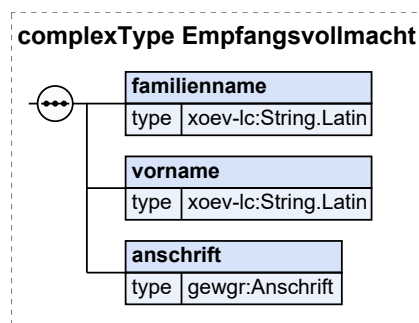 complexType Empfangsvollmacht
familienname
type xoev-lc:String.Latin
vorname
type xoev-lc:String.Latin
anschrift
type gewgr:Anschrift